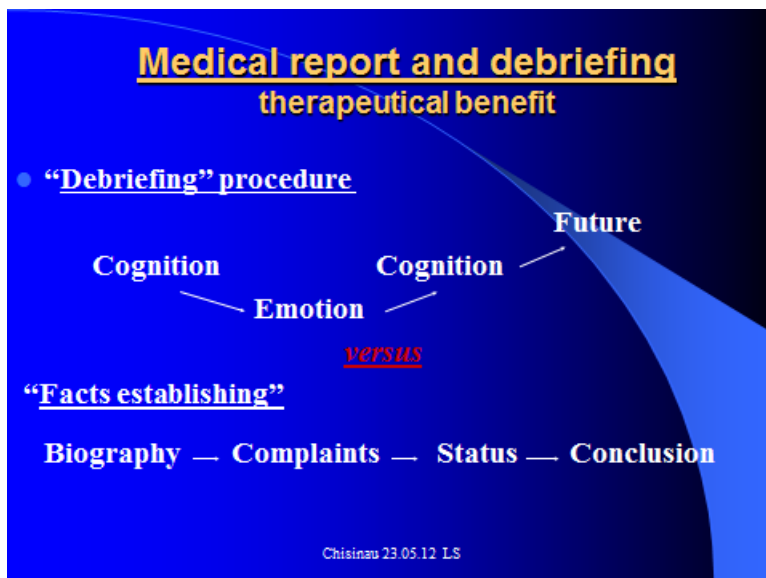 Medical report and debriefing
therapeutical benefit
“Debriefing” procedure
Future
Cognition Cognition
Emotion
versus
“Facts establishing”
Biography → Complaints → Status → Conclusion
Chisinau 23.05.12 LS